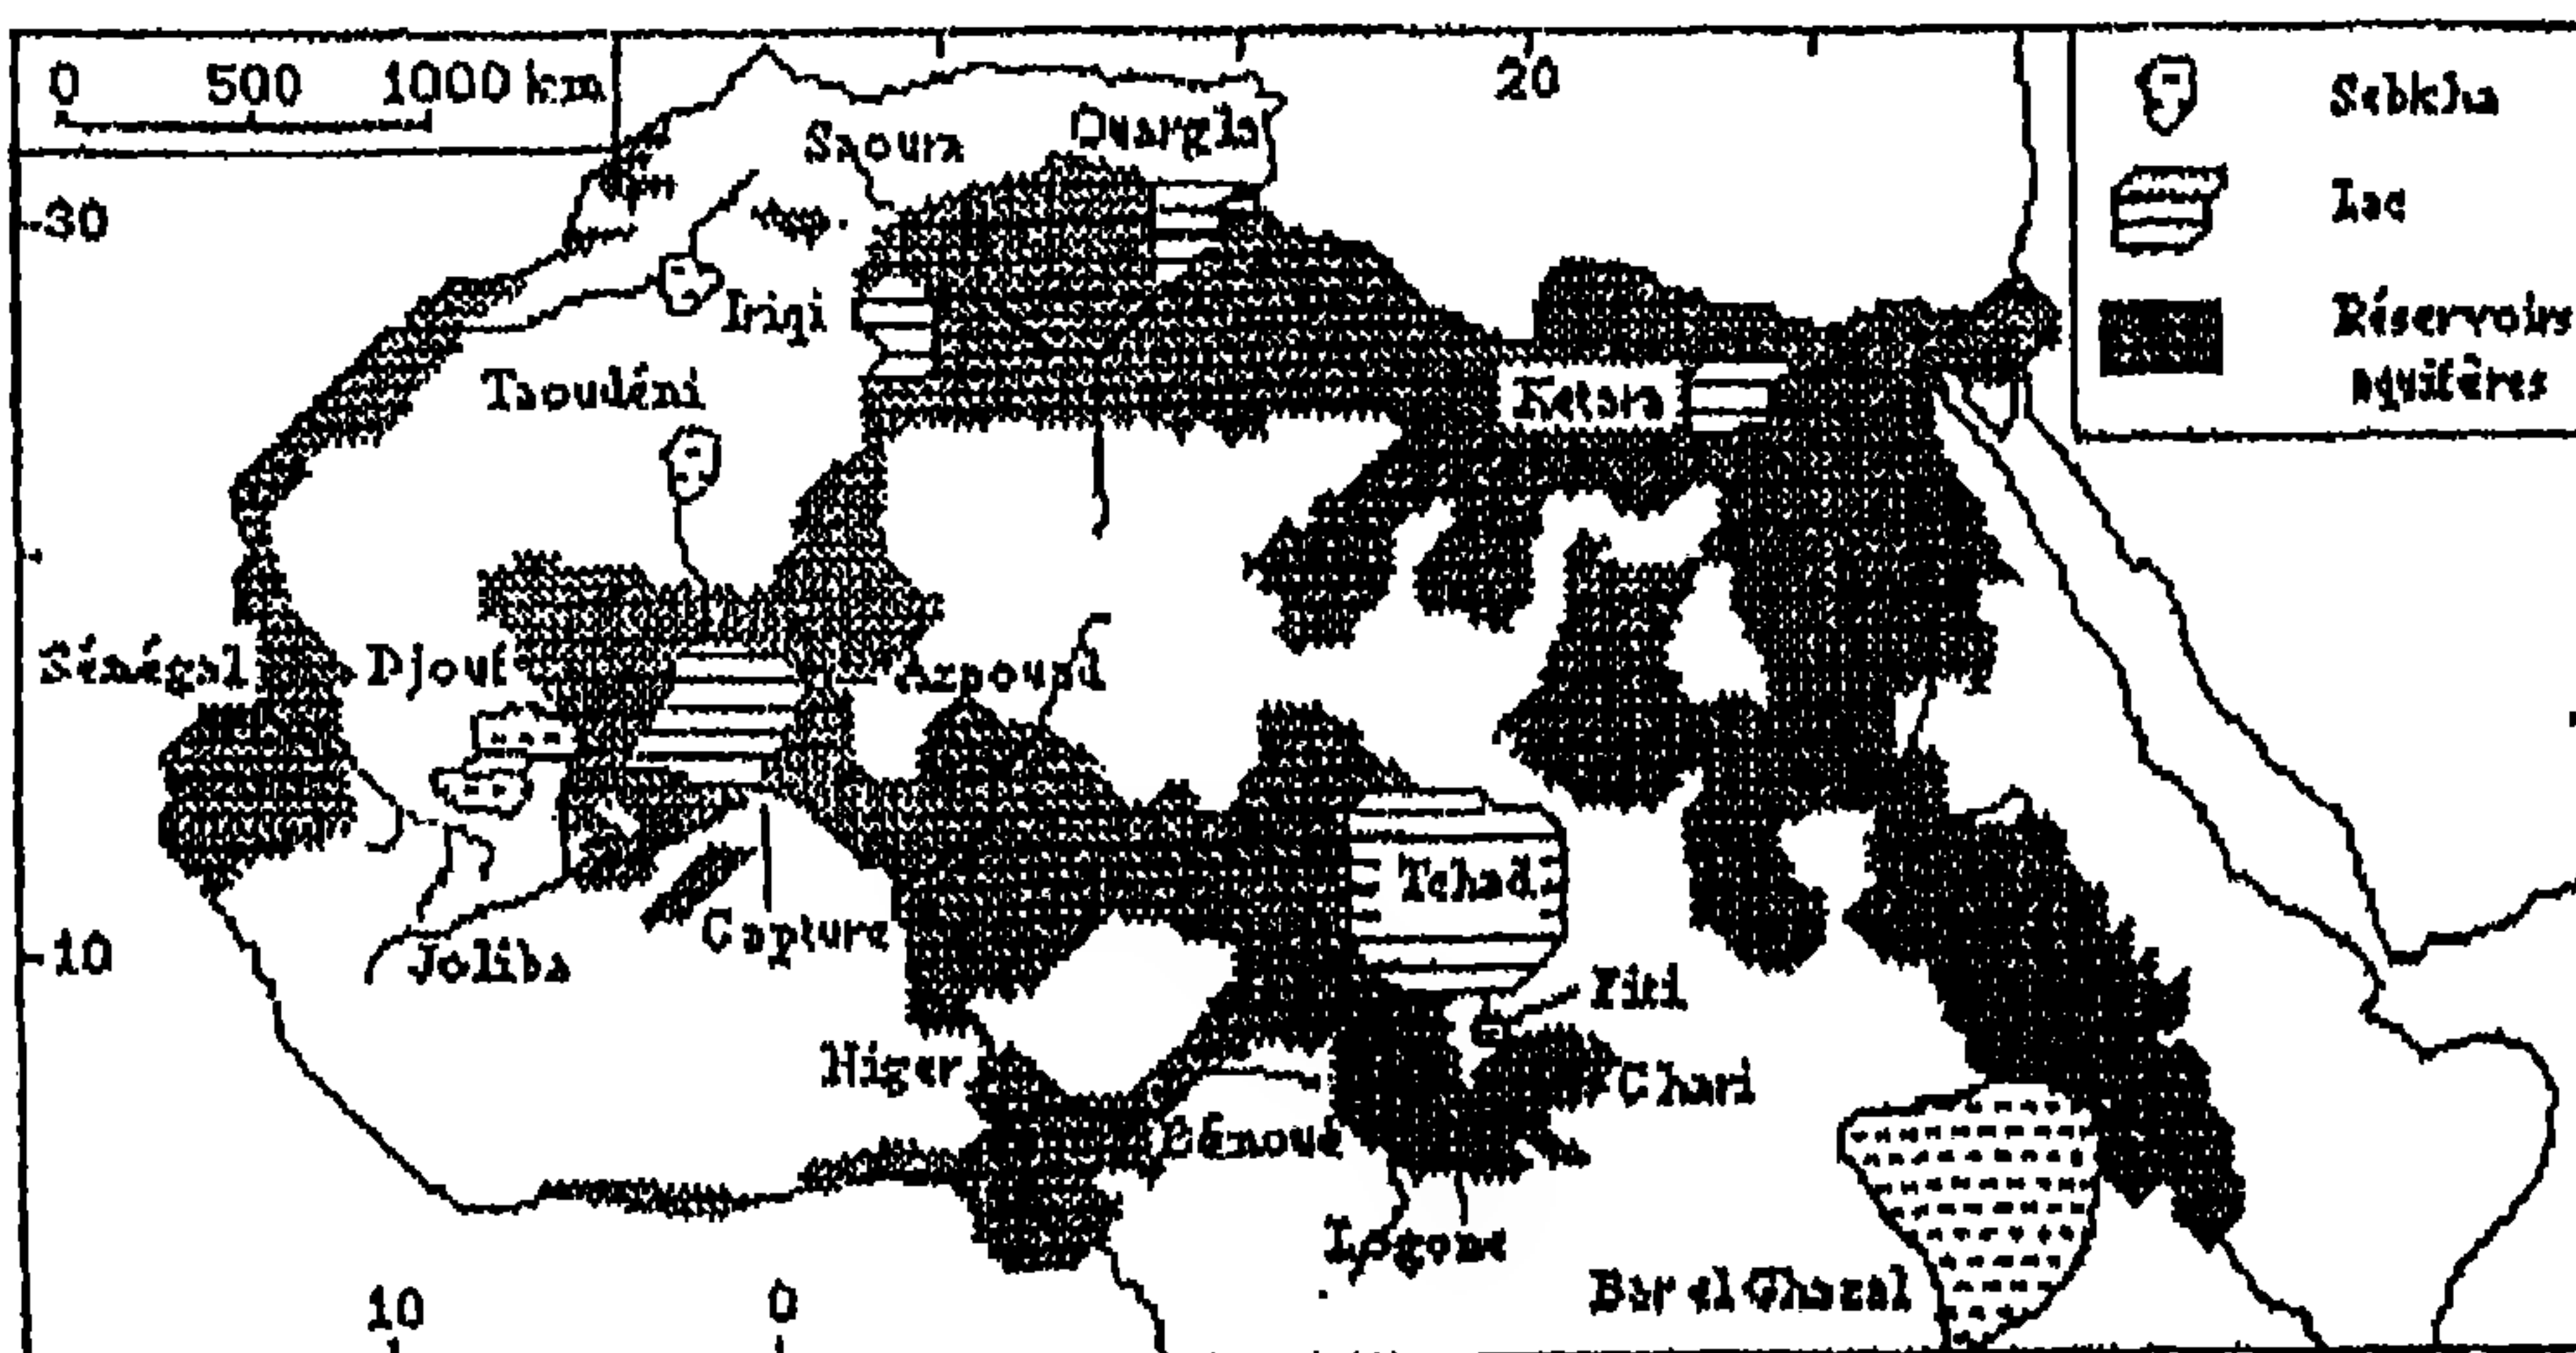 0 500 1000 km
20
Sebkha
Saoura
Ouargla
Lac
30
Iriqi
Réservoirs
aquifères
Taoudéni
Sénégal
Djouf
Azaouad
Tchad
Capture
10
Joliba
Fiti
Niger
Chari
Bénoué
Logone
Bar el Ghazal
10
0